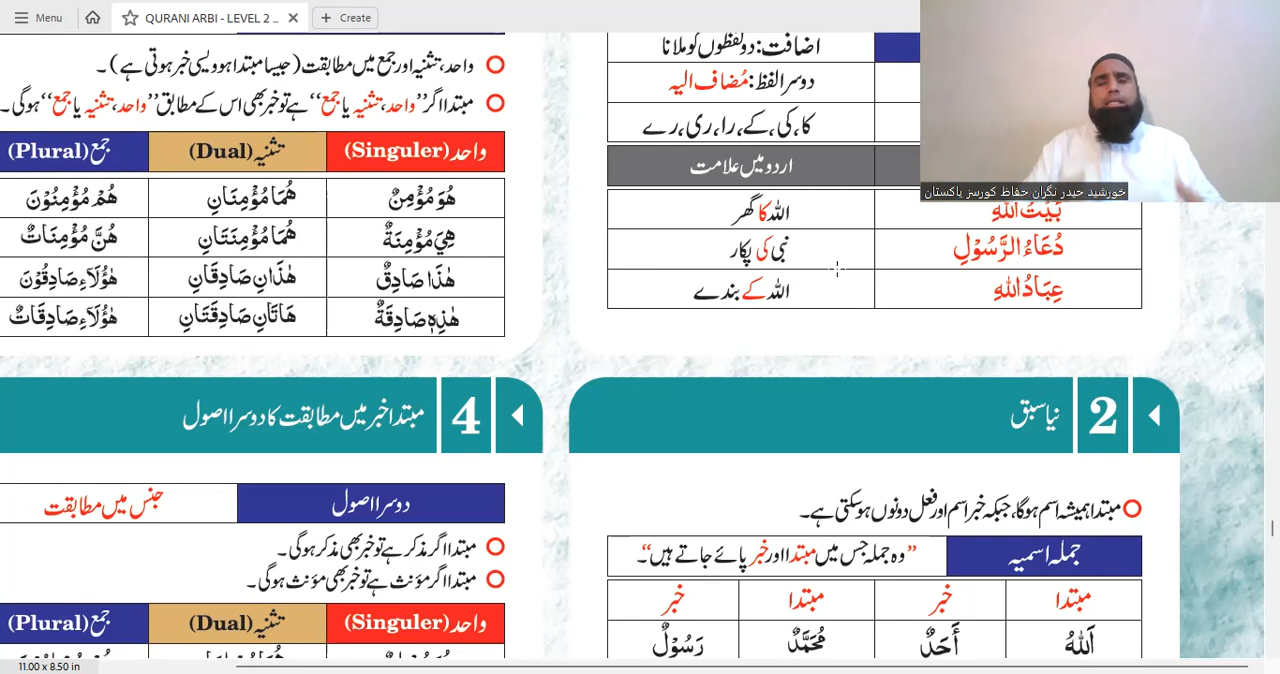 Menu
QURANI ARBI - LEVEL 2 ...
Create
اضافت: دو لفظوں کو ملانا
دوسرا لفظ: مُضاف الیہ
کا، کی، کے، را، ری، رے
اردو میں علامت
بَيْتُ اللهِ
اللہ کا گھر
دُعَاءُ الرَّسُوْلِ
نبی کی پکار
عِبَادُ اللهِ
اللہ کے بندے
خورشید حیدر نگران حفاظ کورسز پاکستان
واحد، تثنیہ اور جمع میں مطابقت (جیسا مبتدا ہو ویسی خبر ہوتی ہے)۔
مبتدا اگر “واحد، تثنیہ یا جمع” ہے تو خبر بھی اس کے مطابق “واحد، تثنیہ یا جمع” ہوگی۔
واحد (Singuler)
تثنیہ (Dual)
جمع (Plural)
هُوَ مُؤْمِنٌ
هُمَا مُؤْمِنَانِ
هُمْ مُؤْمِنُوْنَ
هِيَ مُؤْمِنَةٌ
هُمَا مُؤْمِنَتَانِ
هُنَّ مُؤْمِنَاتٌ
هٰذَا صَادِقٌ
هٰذَانِ صَادِقَانِ
هٰؤُلَاءِ صَادِقُوْنَ
هٰذِهٖ صَادِقَةٌ
هَاتَانِ صَادِقَتَانِ
هٰؤُلَاءِ صَادِقَاتٌ
2
نیا سبق
مبتدا ہمیشہ اسم ہوگا، جبکہ خبر اسم اور فعل دونوں ہو سکتی ہے۔
جملہ اسمیہ
“وہ جملہ جس میں مبتدا اور خبر پائے جاتے ہیں۔”
مبتدا
خبر
مبتدا
خبر
اَللهُ
أَحَدٌ
مُحَمَّدٌ
رَسُوْلٌ
4
مبتدا خبر میں مطابقت کا دوسرا اصول
دوسرا اصول
جنس میں مطابقت
مبتدا اگر مذکر ہے تو خبر بھی مذکر ہوگی۔
مبتدا اگر مؤنث ہے تو خبر بھی مؤنث ہوگی۔
واحد (Singuler)
تثنیہ (Dual)
جمع (Plural)
11.00 x 8.50 in